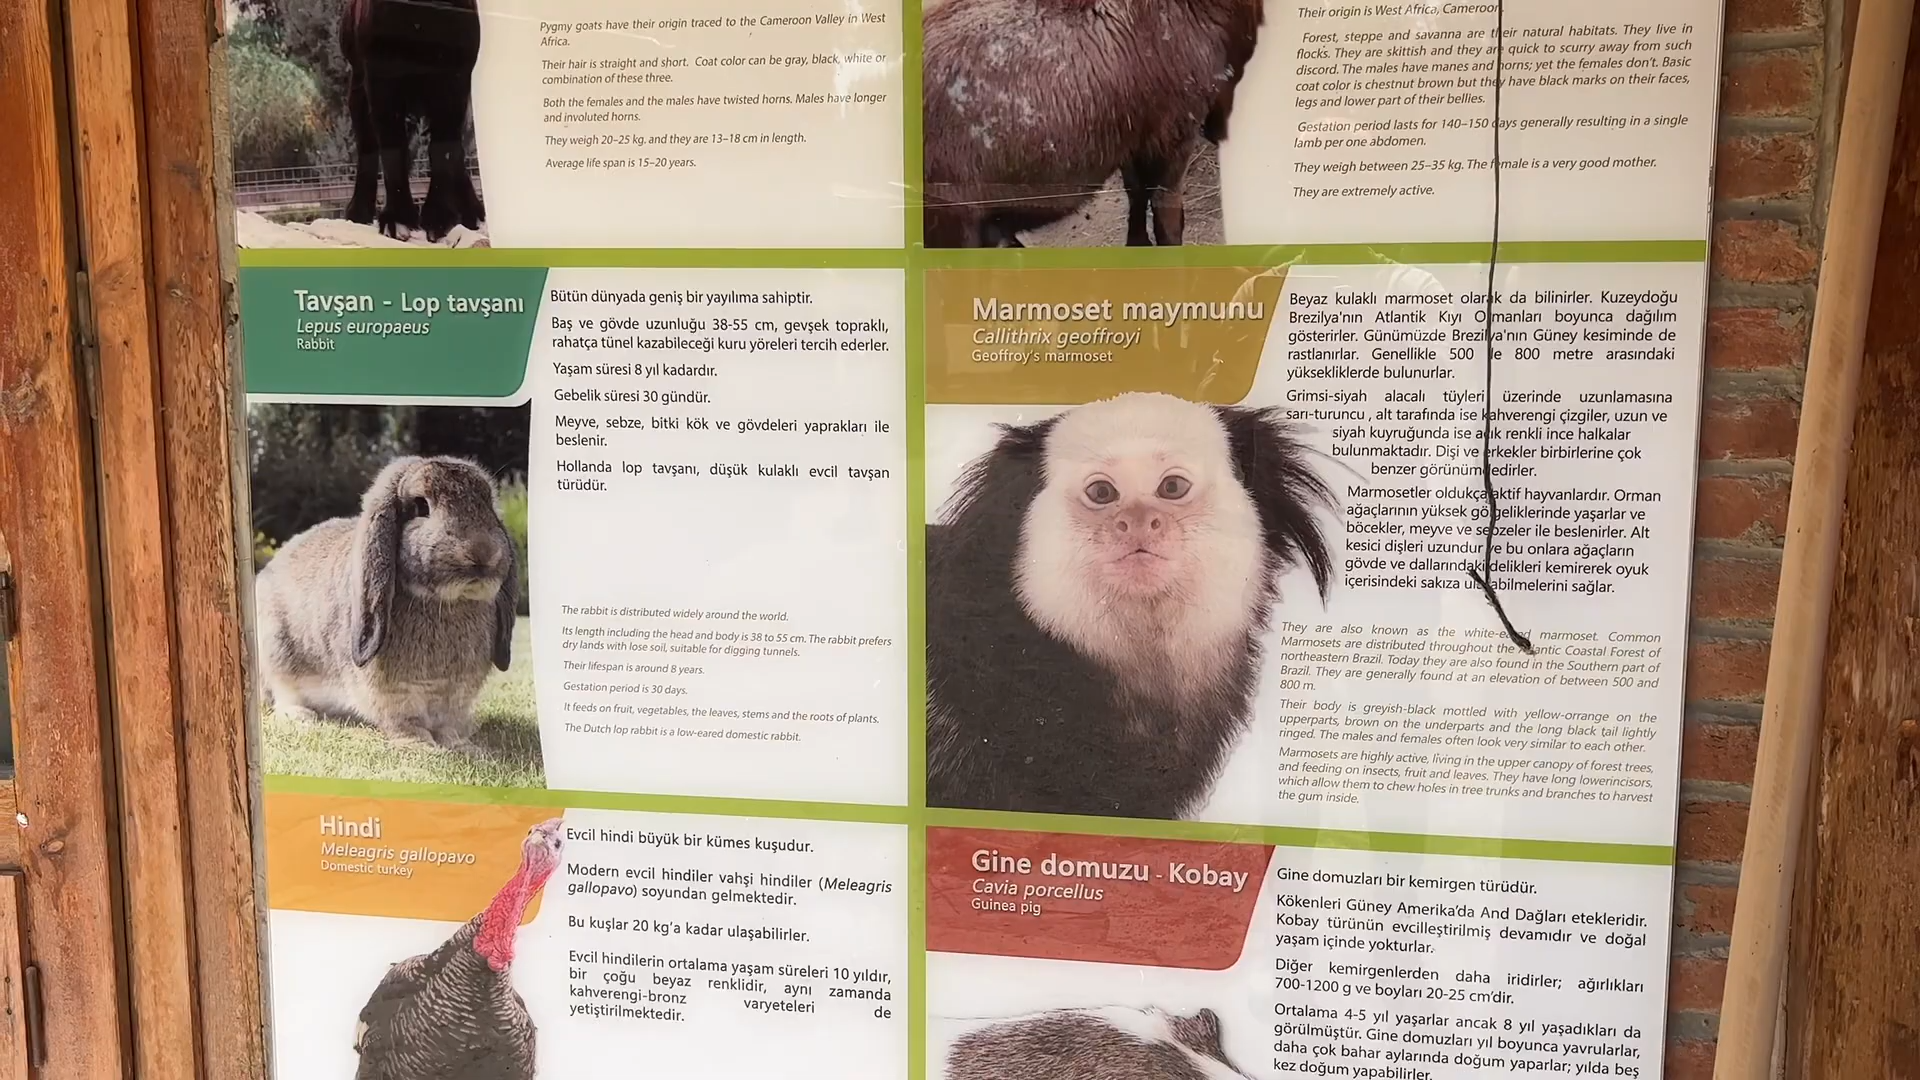 Pygmy goats have their origin traced to the Cameroon Valley in West
Africa.
Their hair is straight and short. Coat color can be gray, black, white or
combination of these three.
Both the females and the males have twisted horns. Males have longer
and involuted horns.
They weigh 20–25 kg. and they are 13–18 cm in length.
Average life span is 15–20 years.
Their origin is West Africa, Cameroon.
Forest, steppe and savanna are their natural habitats. They live in
flocks. They are skittish and they are quick to scurry away from such
discord. The males have manes and horns; yet the females don't. Basic
coat color is chestnut brown but they have black marks on their faces,
legs and lower part of their bellies.
Gestation period lasts for 140–150 days generally resulting in a single
lamb per one abdomen.
They weigh between 25–35 kg. The female is a very good mother.
They are extremely active.
Tavşan - Lop tavşanı
Lepus europaeus
Rabbit
Bütün dünyada geniş bir yayılıma sahiptir.
Baş ve gövde uzunluğu 38-55 cm, gevşek topraklı,
rahatça tünel kazabileceği kuru yöreleri tercih ederler.
Yaşam süresi 8 yıl kadardır.
Gebelik süresi 30 gündür.
Meyve, sebze, bitki kök ve gövdeleri yaprakları ile
beslenir.
Hollanda lop tavşanı, düşük kulaklı evcil tavşan
türüdür.
The rabbit is distributed widely around the world.
Its length including the head and body is 38 to 55 cm. The rabbit prefers
dry lands with lose soil, suitable for digging tunnels.
Their lifespan is around 8 years.
Gestation period is 30 days.
It feeds on fruit, vegetables, the leaves, stems and the roots of plants.
The Dutch lop rabbit is a low-eared domestic rabbit.
Marmoset maymunu
Callithrix geoffroyi
Geoffroy's marmoset
Beyaz kulaklı marmoset olarak da bilinirler. Kuzeydoğu
Brezilya'nın Atlantik Kıyı Ormanları boyunca dağılım
gösterirler. Günümüzde Brezilya'nın Güney kesiminde de
rastlanırlar. Genellikle 500 ile 800 metre arasındaki
yüksekliklerde bulunurlar.
Grimsi-siyah alacalı tüyleri üzerinde uzunlamasına
sarı-turuncu , alt tarafında ise kahverengi çizgiler, uzun ve
siyah kuyruğunda ise açık renkli ince halkalar
bulunmaktadır. Dişi ve erkekler birbirlerine çok
benzer görünümdedirler.
Marmosetler oldukça aktif hayvanlardır. Orman
ağaçlarının yüksek gölgeliklerinde yaşarlar ve
böcekler, meyve ve sebzeler ile beslenirler. Alt
kesici dişleri uzundur ve bu onlara ağaçların
gövde ve dallarındaki delikleri kemirerek oyuk
içerisindeki sakıza ulaşabilmelerini sağlar.
They are also known as the white-eared marmoset. Common
Marmosets are distributed throughout the Atlantic Coastal Forest of
northeastern Brazil. Today they are also found in the Southern part of
Brazil. They are generally found at an elevation of between 500 and
800 m.
Their body is greyish-black mottled with yellow-orrange on the
upperparts, brown on the underparts and the long black tail lightly
ringed. The males and females often look very similar to each other.
Marmosets are highly active, living in the upper canopy of forest trees,
and feeding on insects, fruit and leaves. They have long lowerincisors,
which allow them to chew holes in tree trunks and branches to harvest
the gum inside.
Hindi
Meleagris gallopavo
Domestic turkey
Evcil hindi büyük bir kümes kuşudur.
Modern evcil hindiler vahşi hindiler (Meleagris
gallopavo) soyundan gelmektedir.
Bu kuşlar 20 kg'a kadar ulaşabilirler.
Evcil hindilerin ortalama yaşam süreleri 10 yıldır,
bir çoğu beyaz renklidir, aynı zamanda
kahverengi-bronz varyeteleri de
yetiştirilmektedir.
Gine domuzu - Kobay
Cavia porcellus
Guinea pig
Gine domuzları bir kemirgen türüdür.
Kökenleri Güney Amerika'da And Dağları etekleridir.
Kobay türünün evcilleştirilmiş devamıdır ve doğal
yaşam içinde yokturlar.
Diğer kemirgenlerden daha iridirler; ağırlıkları
700-1200 g ve boyları 20-25 cm'dir.
Ortalama 4-5 yıl yaşarlar ancak 8 yıl yaşadıkları da
görülmüştür. Gine domuzları yıl boyunca yavrularlar,
daha çok bahar aylarında doğum yaparlar; yılda beş
kez doğum yapabilirler.